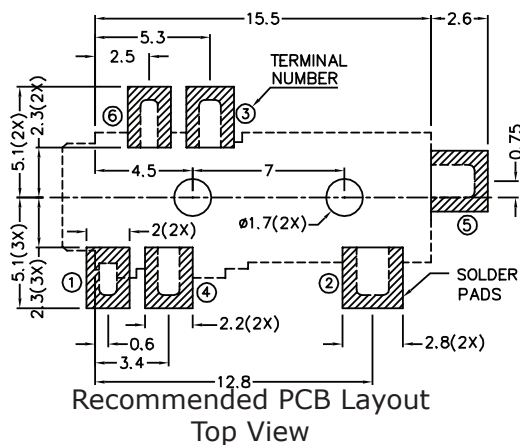 15.5
2.6
5.3
2.5
TERMINAL
NUMBER
6
3
5.1(2X)
2.3(2X)
0.75
4.5
7
ø1.7(2X)
5
5.1(3X)
2.3(3X)
2(2X)
1
4
2
SOLDER
PADS
2.2(2X)
0.6
2.8(2X)
3.4
12.8
Recommended PCB Layout
Top View